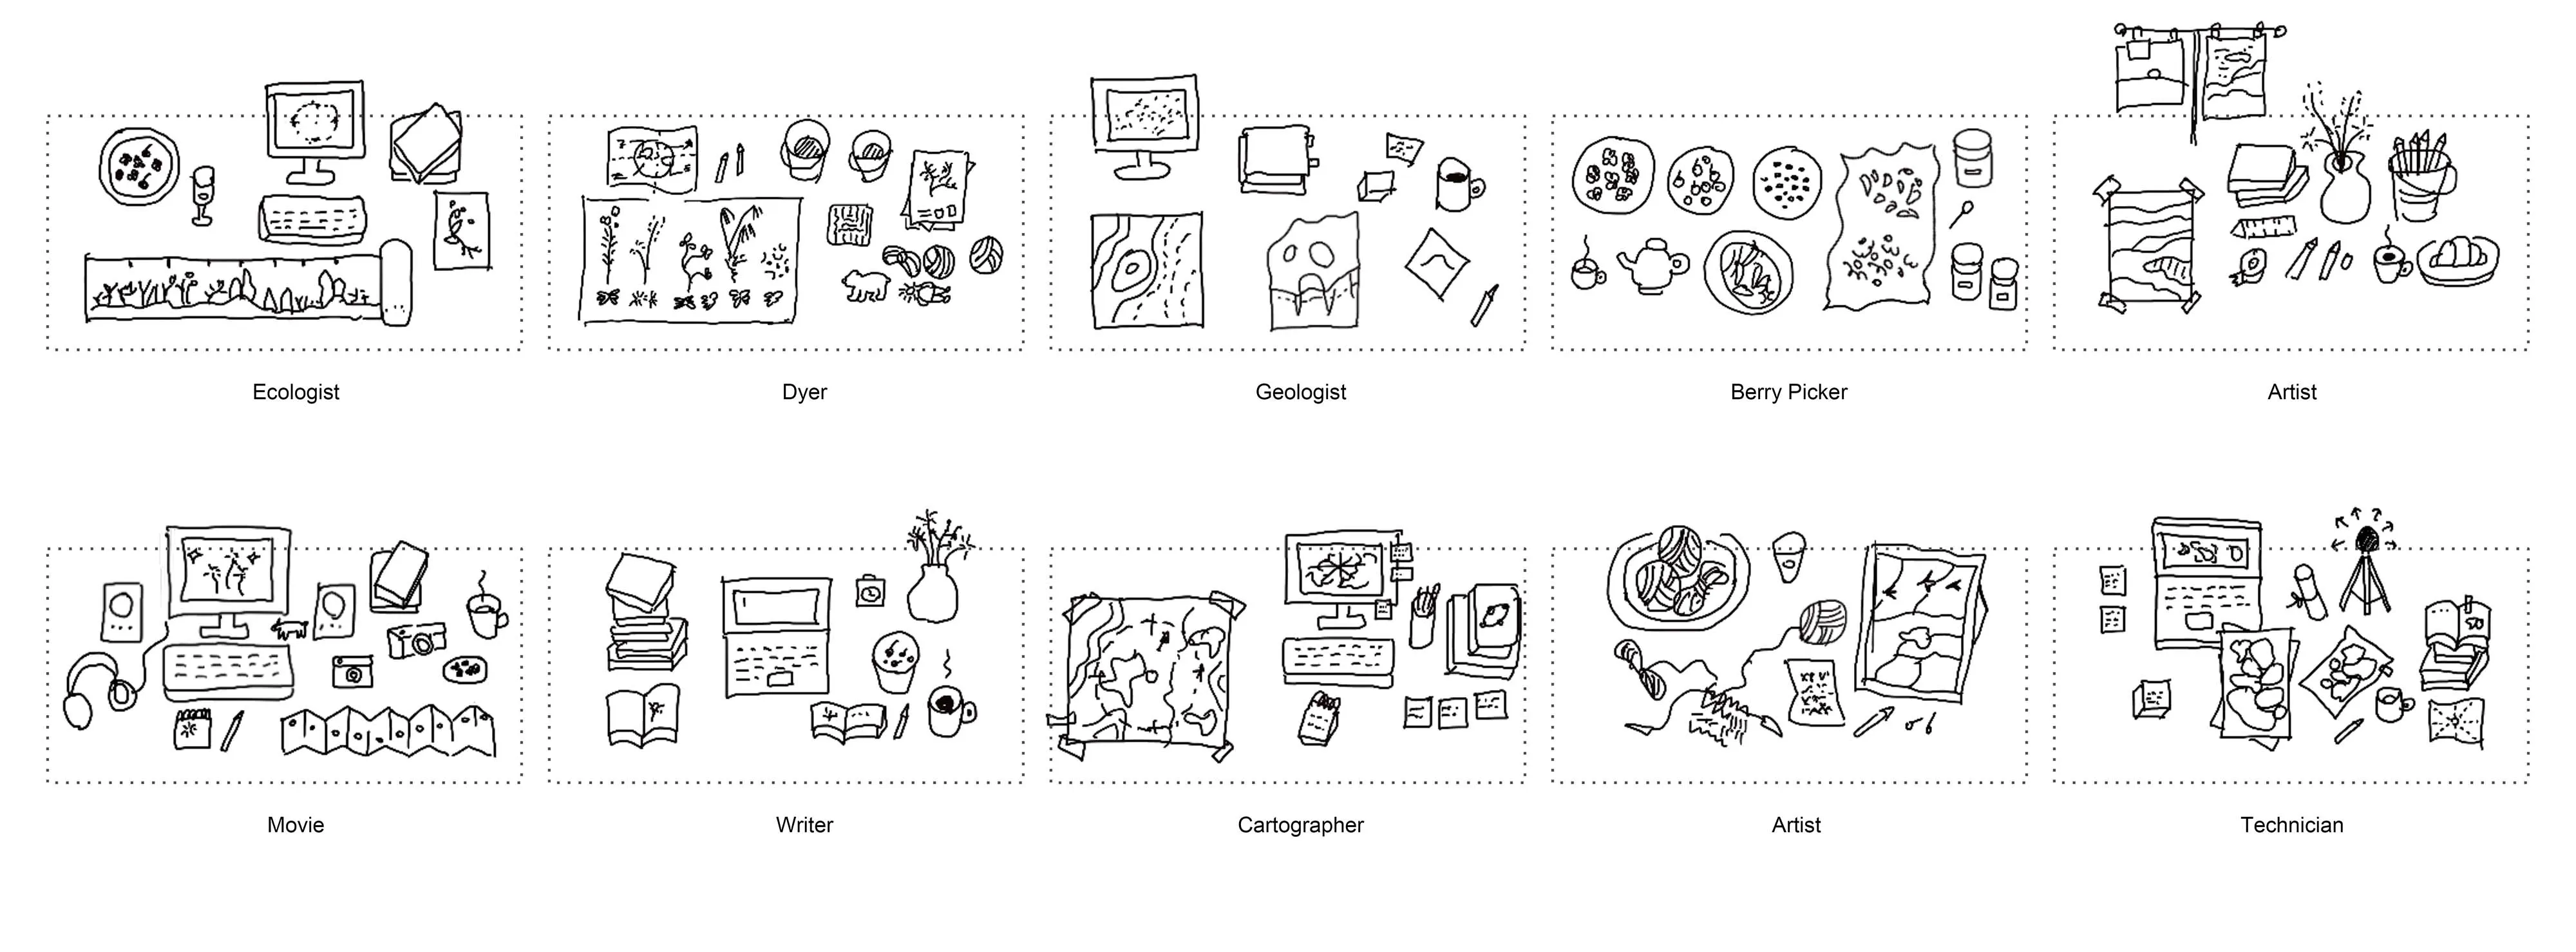 Ecologist
Dyer
Geologist
Berry Picker
Artist
Movie
Writer
Cartographer
Artist
Technician